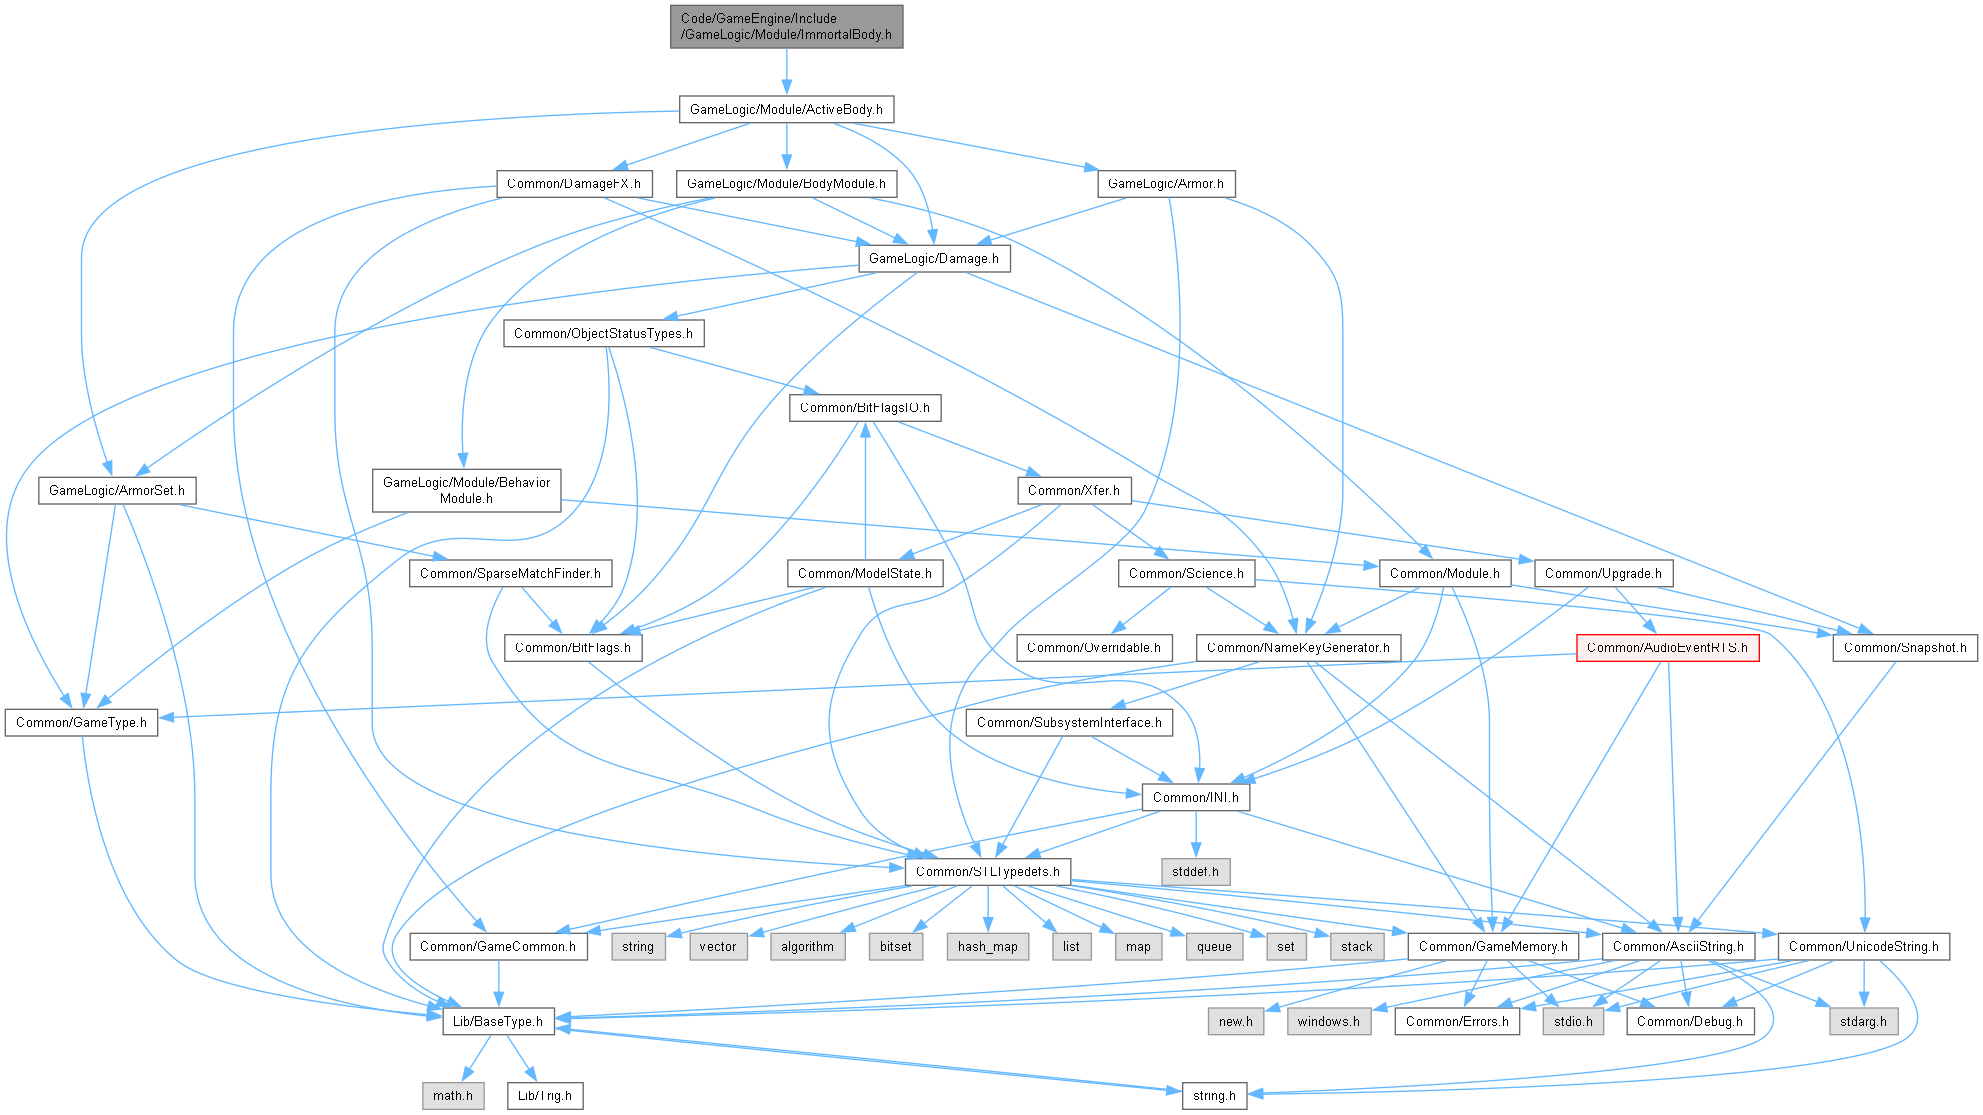 Code/GameEngine/Include
/GameLogic/Module/ImmortalBody.h
GameLogic/Module/ActiveBody.h
Common/DamageFX.h
GameLogic/Module/BodyModule.h
GameLogic/Armor.h
GameLogic/Damage.h
Common/ObjectStatusTypes.h
Common/BitFlagsIO.h
GameLogic/ArmorSet.h
GameLogic/Module/Behavior
Module.h
Common/Xfer.h
Common/SparseMatchFinder.h
Common/ModelState.h
Common/Science.h
Common/Module.h
Common/Upgrade.h
Common/BitFlags.h
Common/Overridable.h
Common/NameKeyGenerator.h
Common/AudioEventRTS.h
Common/Snapshot.h
Common/GameType.h
Common/SubsystemInterface.h
Common/INI.h
Common/STLTypedefs.h
stddef.h
Common/GameCommon.h
string
vector
algorithm
bitset
hash_map
list
map
queue
set
stack
Common/GameMemory.h
Common/AsciiString.h
Common/UnicodeString.h
Lib/BaseType.h
new.h
windows.h
Common/Errors.h
stdio.h
Common/Debug.h
stdarg.h
math.h
Lib/Trig.h
string.h